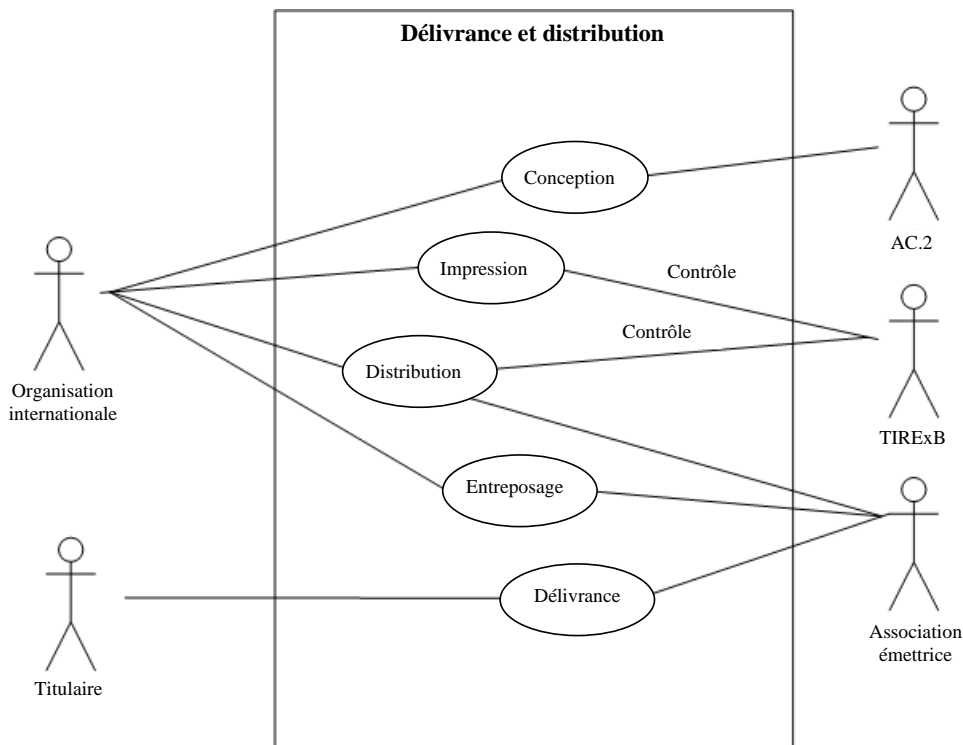 Délivrance et distribution
Conception
AC.2
Impression
Contrôle
Contrôle
Distribution
Organisation
internationale
TIRExB
Entreposage
Délivrance
Association
émettrice
Titulaire